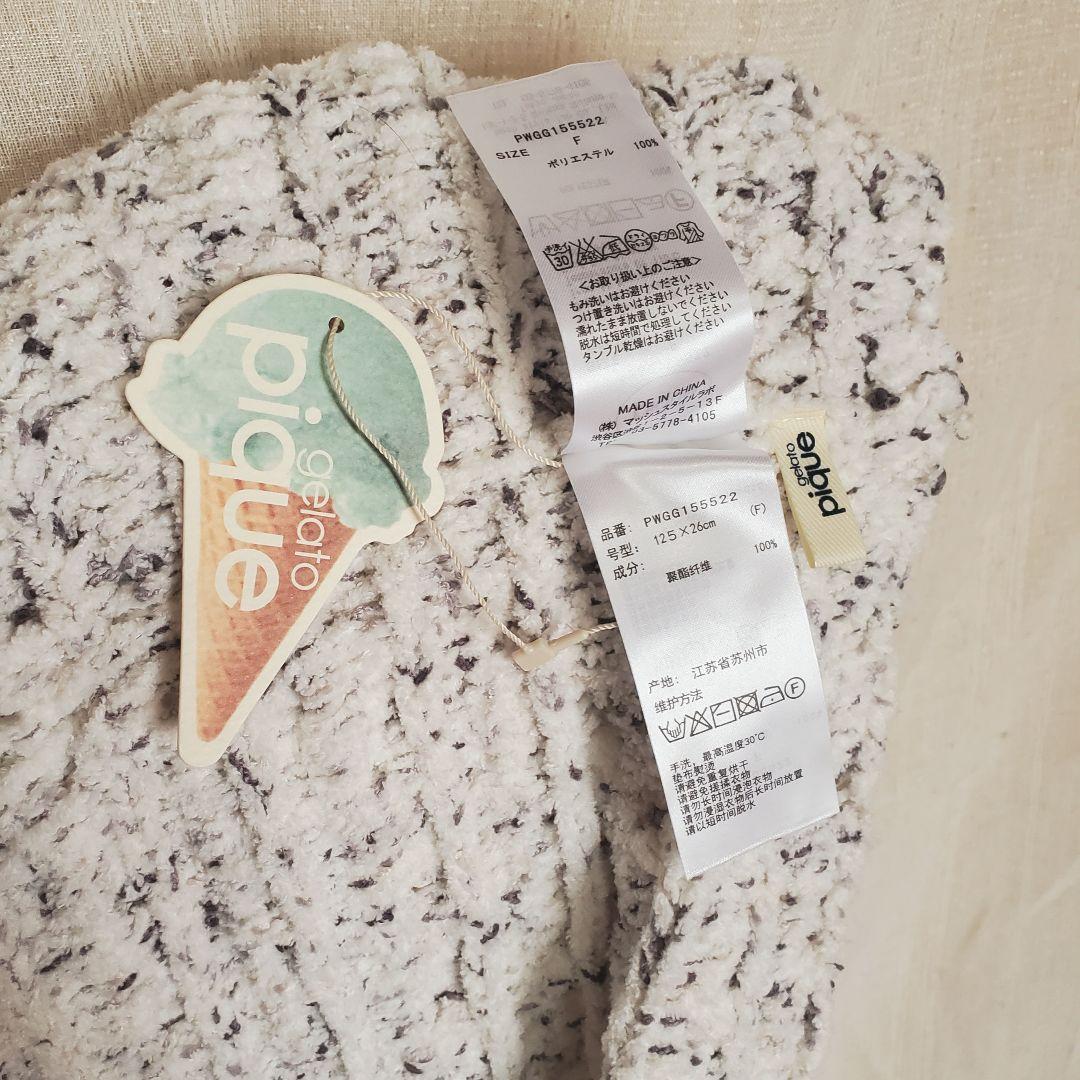 gelato
pique
PWGG155522
SIZE F
ポリエステル 100%
手洗イ
30
<お取り扱い上のご注意>
もみ洗いはお避けください
つけ置き洗いはお避けください
濡れたまま放置しないでください
脱水は短時間で処理してください
タンブル乾燥はお避けください
MADE IN CHINA
(株) マッシュスタイルラボ
gelato
pique
品番: PWGG155522
号型: 125×26cm (F)
成分: 100%
聚酯纤维
产地: 江苏省苏州市
维护方法
F
手洗，最高温度30℃
垫布熨烫
请避免重复烘干
请避免搓揉衣物
请勿长时间浸泡衣物
请勿浸湿衣物后长时间放置
请以短时间脱水